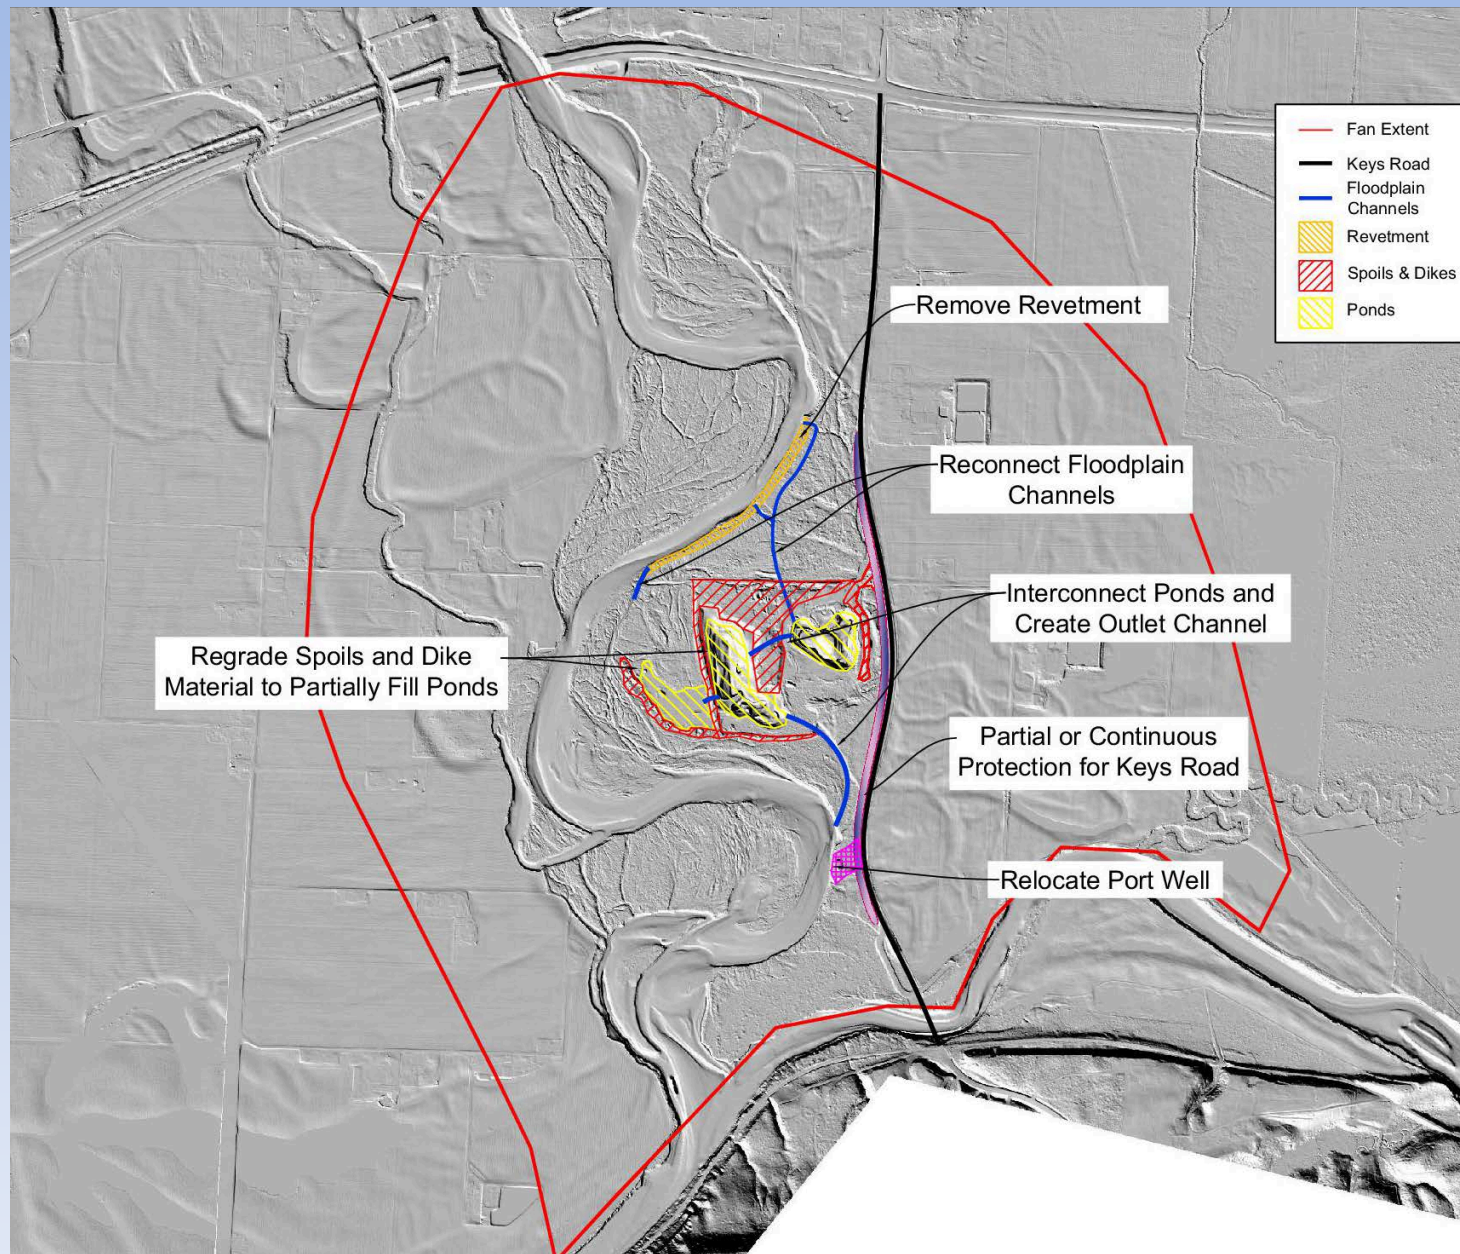 Fan Extent
Keys Road
Floodplain
Channels
Revetment
Spoils & Dikes
Ponds
Remove Revetment
Reconnect Floodplain
Channels
Interconnect Ponds and
Create Outlet Channel
Regrade Spoils and Dike
Material to Partially Fill Ponds
Partial or Continuous
Protection for Keys Road
Relocate Port Well